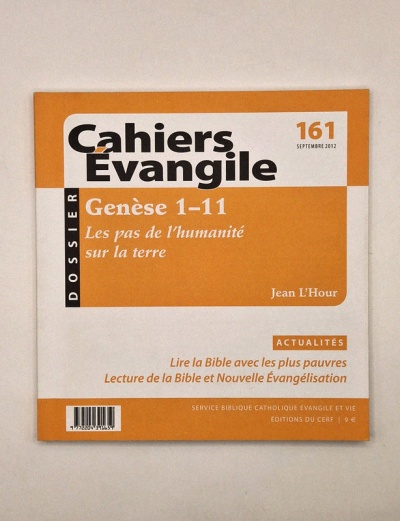 Cahiers
Évangile
161
SEPTEMBRE 2012
DOSSIER
Genèse 1–11
Les pas de l'humanité
sur la terre
Jean L'Hour
ACTUALITÉS
Lire la Bible avec les plus pauvres
Lecture de la Bible et Nouvelle Évangélisation
SERVICE BIBLIQUE CATHOLIQUE ÉVANGILE ET VIE
ÉDITIONS DU CERF | 9 €